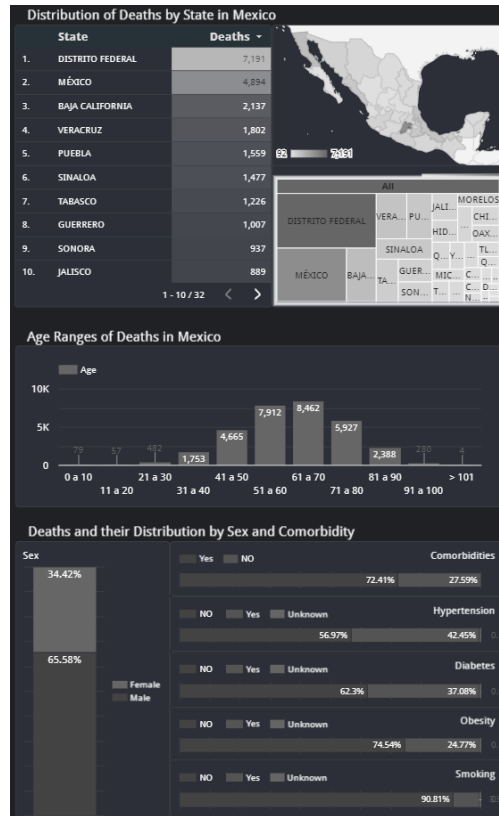 Distribution of Deaths by State in Mexico
State Deaths
1. DISTRITO FEDERAL 7,191
2. MÉXICO 4,894
3. BAJA CALIFORNIA 2,137
4. VERACRUZ 1,802
5. PUEBLA 1,559
6. SINALOA 1,477
7. TABASCO 1,226
8. GUERRERO 1,007
9. SONORA 937
10. JALISCO 889
1 - 10 / 32
7,191
All
DISTRITO FEDERAL
MÉXICO
VERA...
PU...
JALI...
MORELOS
CHI...
HID...
...
OAX...
BAJA...
SINALOA
Q...
Y...
...
TL...
Q...
TA...
GUER...
MIC...
C...
...
SON...
T...
...
C...
D...
N...
Age Ranges of Deaths in Mexico
Age
10K
5K
0
79 57 482 1,753 4,665 7,912 8,462 5,927 2,388 280 4
0 a 10 21 a 30 41 a 50 61 a 70 81 a 90 > 101
11 a 20 31 a 40 51 a 60 71 a 80 91 a 100
Deaths and their Distribution by Sex and Comorbidity
Sex
34.42%
65.58%
Female
Male
Yes NO Comorbidities
72.41% 27.59%
NO Yes Unknown Hypertension
56.97% 42.45%
NO Yes Unknown Diabetes
62.3% 37.08%
NO Yes Unknown Obesity
74.54% 24.77%
NO Yes Unknown Smoking
90.81%